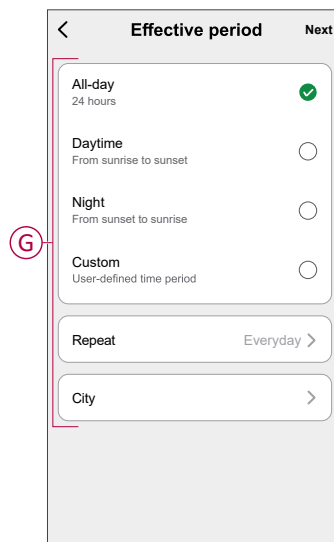 Effective period Next
All-day
24 hours
Daytime
From sunrise to sunset
Night
From sunset to sunrise
G
Custom
User-defined time period
Repeat Everyday
City